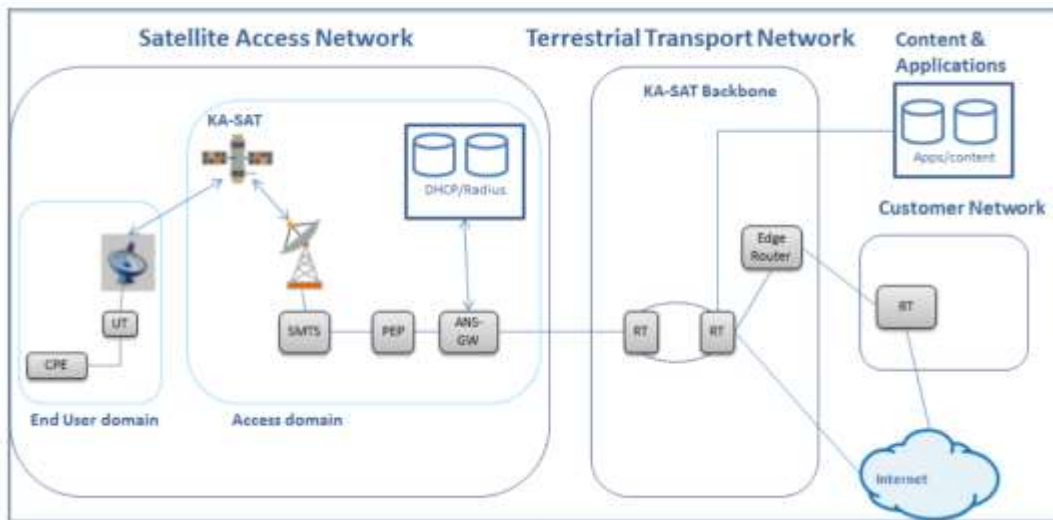 Satellite Access Network
Terrestrial Transport Network
Content &
Applications
KA-SAT
DHCP/Radius
KA-SAT Backbone
Apps/content
Customer Network
Edge
Router
RT
UT
CPE
SMTS
PEP
ANS-
GW
RT
RT
End User domain
Access domain
Internet